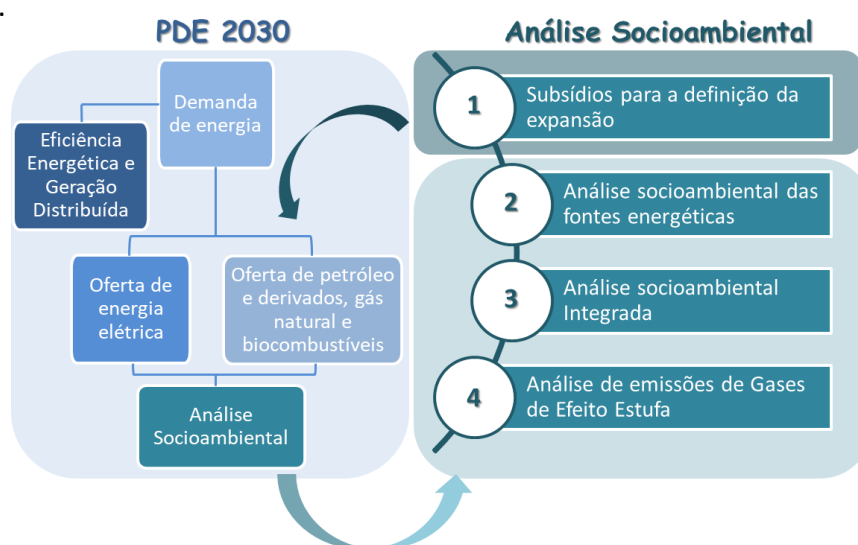 .
PDE 2030
Demanda
de energia
Eficiência
Energética e
Geração
Distribuída
Oferta de
energia
elétrica
Oferta de petróleo
e derivados, gás
natural e
biocombustíveis
Análise
Socioambiental
Análise Socioambiental
1
Subsídios para a definição da
expansão
2
Análise socioambiental das
fontes energéticas
3
Análise socioambiental
Integrada
4
Análise de emissões de Gases
de Efeito Estufa